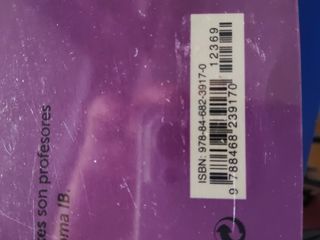 es son profesores
ma IB.
ISBN: 978-84-682-3917-0
12369
9 788468 239170